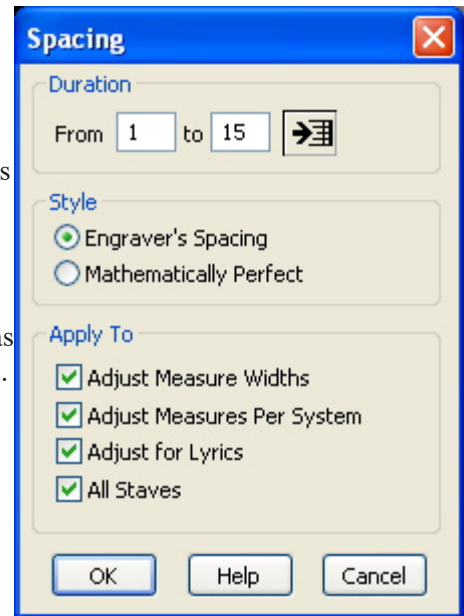 Spacing
Duration
From 1 to 15
s
Style
Engraver's Spacing
Mathematically Perfect
as
Apply To
.
Adjust Measure Widths
Adjust Measures Per System
Adjust for Lyrics
All Staves
OK Help Cancel